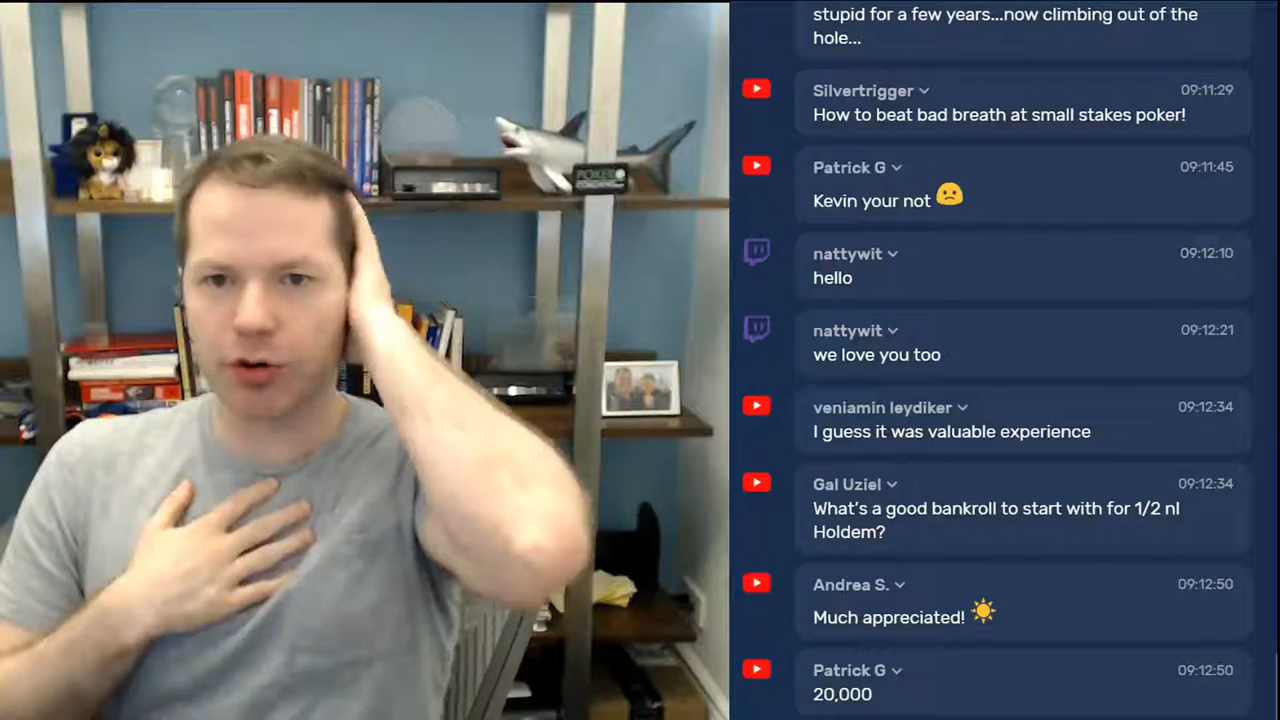 stupid for a few years...now climbing out of the
hole...
Silvertrigger
09:11:29
How to beat bad breath at small stakes poker!
Patrick G
09:11:45
Kevin your not 🙁
nattywit
09:12:10
hello
nattywit
09:12:21
we love you too
veniamin leydiker
09:12:34
I guess it was valuable experience
Gal Uziel
09:12:34
What's a good bankroll to start with for 1/2 nl
Holdem?
Andrea S.
09:12:50
Much appreciated! ☀️
Patrick G
09:12:50
20,000
POKER
COACHING